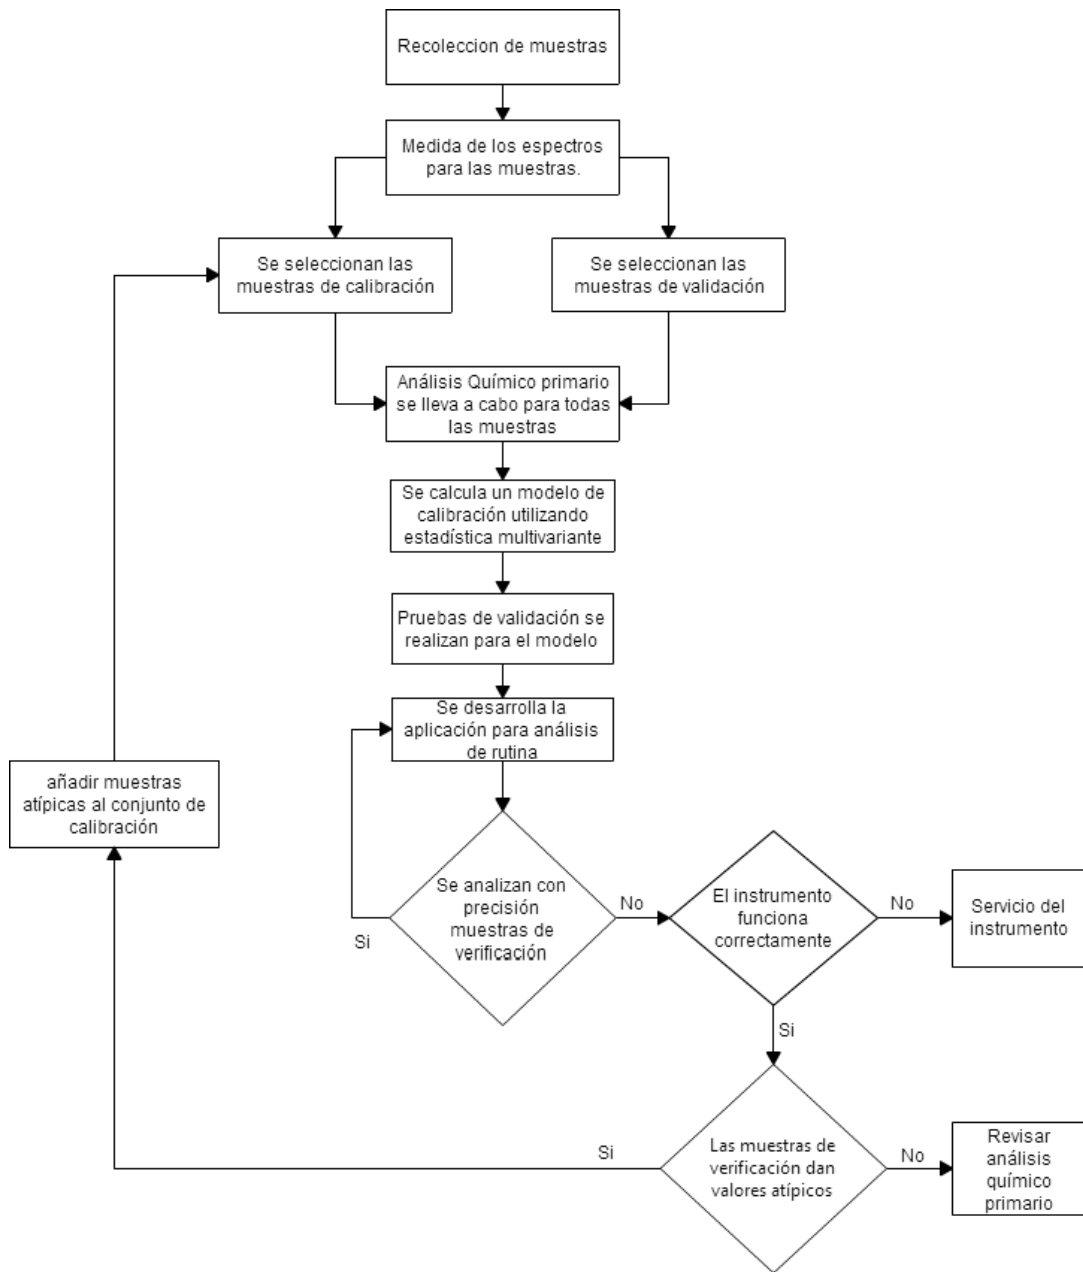 Recoleccion de muestras
Medida de los espectros
para las muestras.
Se seleccionan las
muestras de calibración
Se seleccionan las
muestras de validación
Análisis Químico primario
se lleva a cabo para todas
las muestras
Se calcula un modelo de
calibración utilizando
estadística multivariante
Pruebas de validación se
realizan para el modelo
Se desarrolla la
aplicación para análisis
de rutina
añadir muestras
atípicas al conjunto de
calibración
Se analizan con
precisión
muestras de
verificación
Si
No
El instrumento
funciona
correctamente
No
Servicio del
instrumento
Si
Las muestras de
verificación dan
valores atípicos
Si
No
Revisar
análisis
químico
primario